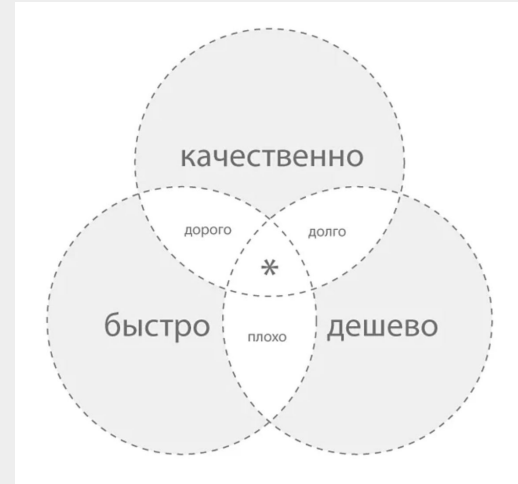 качественно
дорого
долго
*
быстро
плохо
дешево